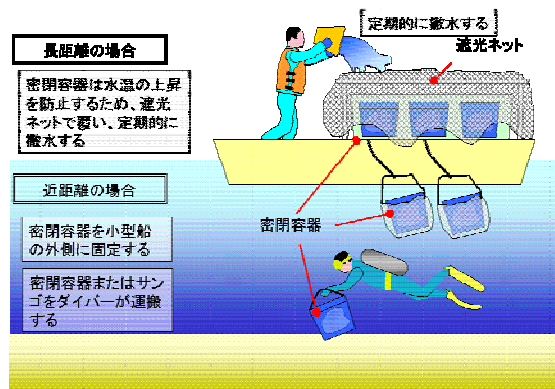 長距離の場合
密閉容器は水温の上昇
を防止するため、遮光
ネットで覆い、定期的に
散水する
定期的に散水する
遮光ネット
近距離の場合
密閉容器を小型船
の外側に固定する
密閉容器またはサン
ゴをダイバーが運搬
する
密閉容器